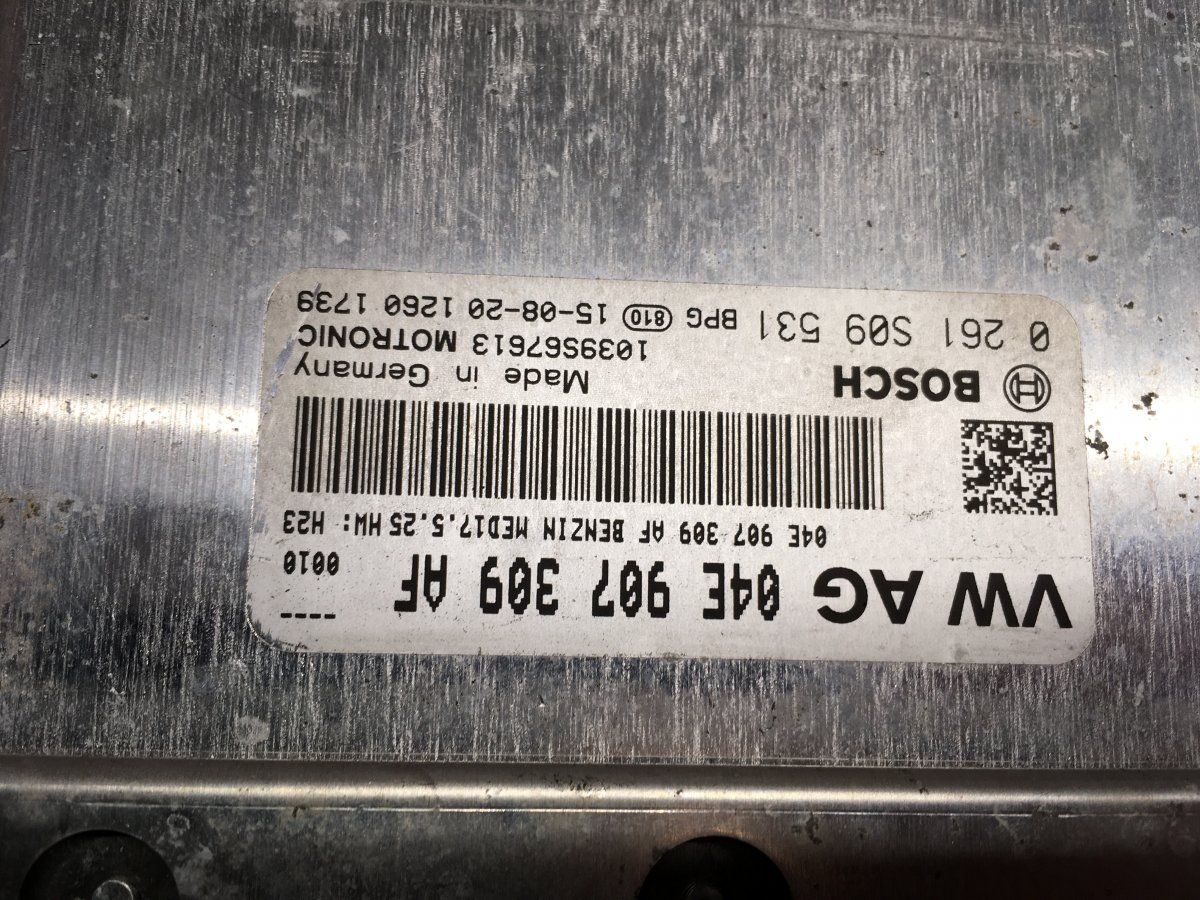 VW AG 04E 907 309 AF ----
0010
04E 907 309 AF BENZIN MED17.5.25 HW: H23
BOSCH Made in Germany
1039S67613 MOTRONIC
0 261 S09 531 BPG 810 15-08-20 1260 1739